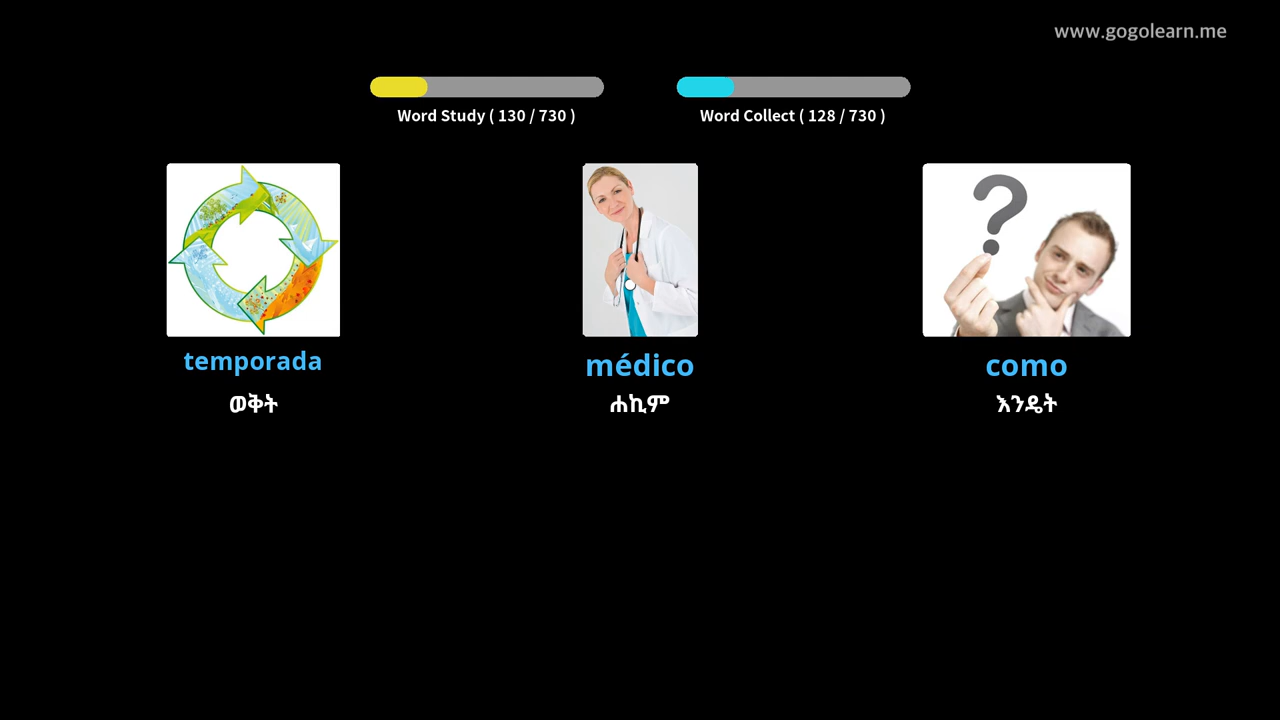 www.gogolearn.me
Word Study ( 130 / 730 )
Word Collect ( 128 / 730 )
temporada
médico
como
ወቅት
ሐኪም
እንዴት